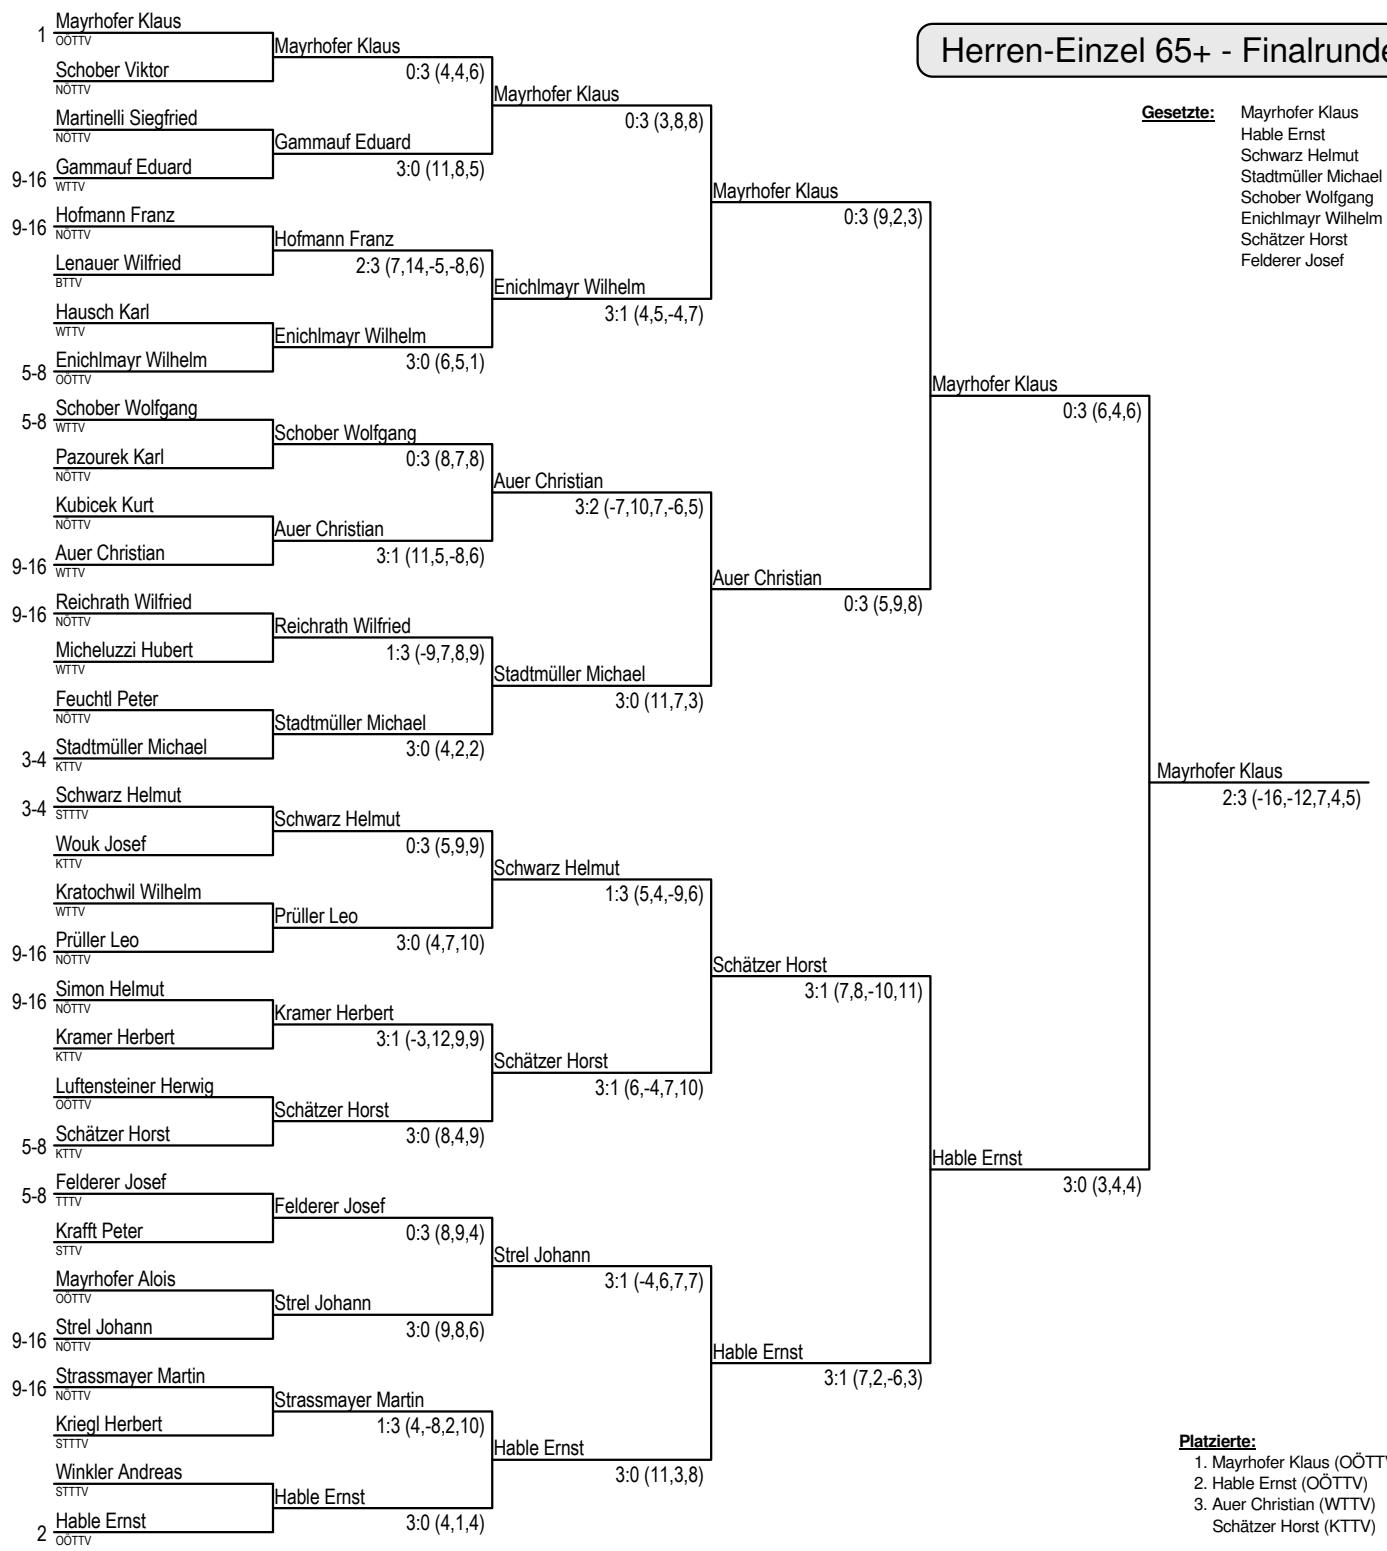 Herren-Einzel 65+ - Finalrunde
Gesetzte:
Mayrhofer Klaus
Hable Ernst
Schwarz Helmut
Stadtmüller Michael
Schober Wolfgang
Enichlmayr Wilhelm
Schätzer Horst
Felderer Josef
1 Mayrhofer Klaus
OÖTTV
Schober Viktor
NÖTTV
Martinelli Siegfried
NÖTTV
9-16 Gammauf Eduard
WTTV
9-16 Hofmann Franz
NÖTTV
Lenauer Wilfried
BTTV
Hausch Karl
WTTV
5-8 Enichlmayr Wilhelm
OÖTTV
5-8 Schober Wolfgang
WTTV
Pazourek Karl
NÖTTV
Kubicek Kurt
NÖTTV
9-16 Auer Christian
WTTV
9-16 Reichrath Wilfried
NÖTTV
Micheluzzi Hubert
WTTV
Feuchtl Peter
NÖTTV
3-4 Stadtmüller Michael
KTTV
3-4 Schwarz Helmut
STTTV
Wouk Josef
KTTV
Kratochwil Wilhelm
WTTV
9-16 Prüller Leo
NÖTTV
9-16 Simon Helmut
NÖTTV
Kramer Herbert
KTTV
Luftensteiner Herwig
OÖTTV
5-8 Schätzer Horst
KTTV
5-8 Felderer Josef
TTTV
Krafft Peter
STTV
Mayrhofer Alois
OÖTTV
9-16 Strel Johann
NÖTTV
9-16 Strassmayer Martin
NÖTTV
Kriegl Herbert
STTTV
Winkler Andreas
STTTV
2 Hable Ernst
OÖTTV
Mayrhofer Klaus
0:3 (4,4,6)
Gammauf Eduard
3:0 (11,8,5)
Hofmann Franz
2:3 (7,14,-5,-8,6)
Enichlmayr Wilhelm
3:0 (6,5,1)
Schober Wolfgang
0:3 (8,7,8)
Auer Christian
3:1 (11,5,-8,6)
Reichrath Wilfried
1:3 (-9,7,8,9)
Stadtmüller Michael
3:0 (4,2,2)
Schwarz Helmut
0:3 (5,9,9)
Prüller Leo
3:0 (4,7,10)
Kramer Herbert
3:1 (-3,12,9,9)
Schätzer Horst
3:0 (8,4,9)
Felderer Josef
0:3 (8,9,4)
Strel Johann
3:0 (9,8,6)
Strassmayer Martin
1:3 (4,-8,2,10)
Hable Ernst
3:0 (4,1,4)
Mayrhofer Klaus
0:3 (3,8,8)
Enichlmayr Wilhelm
3:1 (4,5,-4,7)
Auer Christian
3:2 (-7,10,7,-6,5)
Stadtmüller Michael
3:0 (11,7,3)
Schwarz Helmut
1:3 (5,4,-9,6)
Schätzer Horst
3:1 (6,-4,7,10)
Strel Johann
3:1 (-4,6,7,7)
Hable Ernst
3:0 (11,3,8)
Mayrhofer Klaus
0:3 (9,2,3)
Auer Christian
0:3 (5,9,8)
Schätzer Horst
3:1 (7,8,-10,11)
Hable Ernst
3:1 (7,2,-6,3)
Mayrhofer Klaus
0:3 (6,4,6)
Hable Ernst
3:0 (3,4,4)
Mayrhofer Klaus
2:3 (-16,-12,7,4,5)
Platzierte:
1. Mayrhofer Klaus (OÖTT
2. Hable Ernst (OÖTTV)
3. Auer Christian (WTTV)
Schätzer Horst (KTTV)